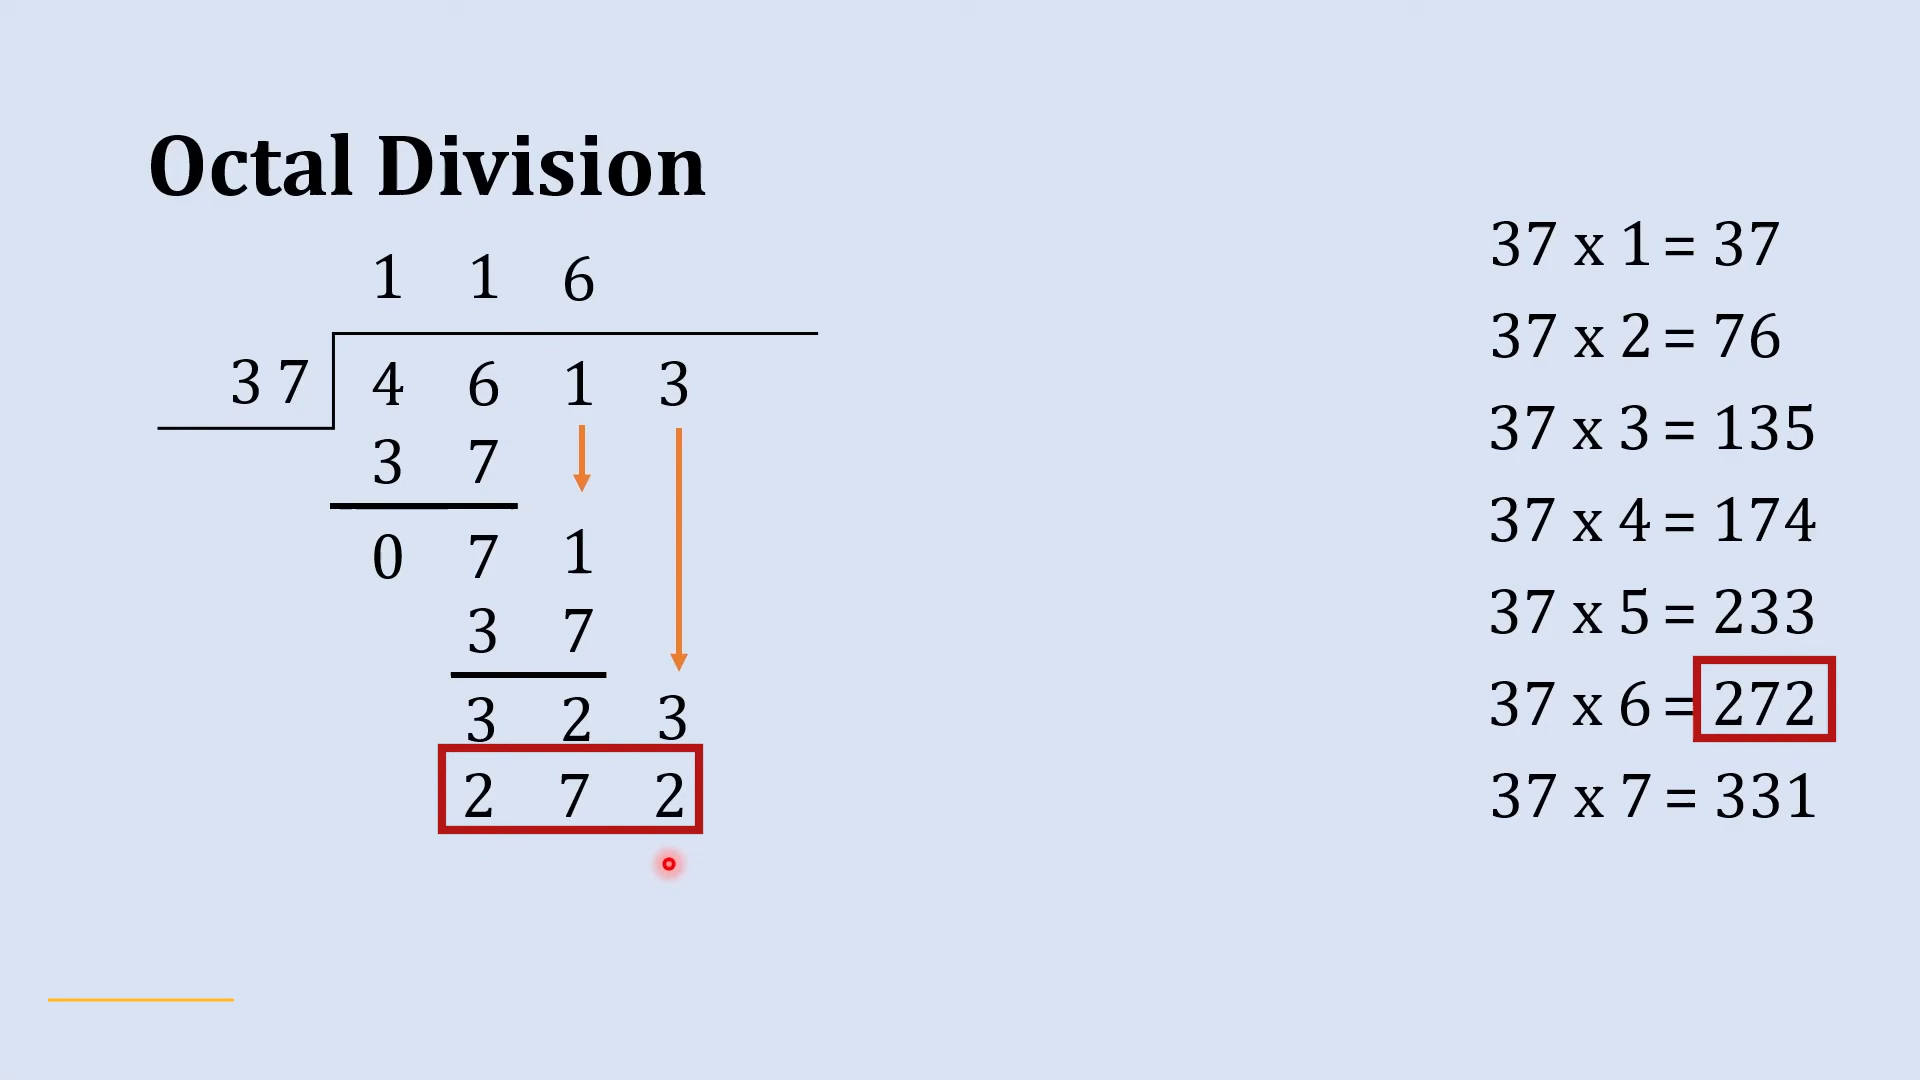 Octal Division
1 1 6
3 7 4 6 1 3
3 7
0 7 1
3 7
3 2 3
2 7 2
37 x 1 = 37
37 x 2 = 76
37 x 3 = 135
37 x 4 = 174
37 x 5 = 233
37 x 6 = 272
37 x 7 = 331